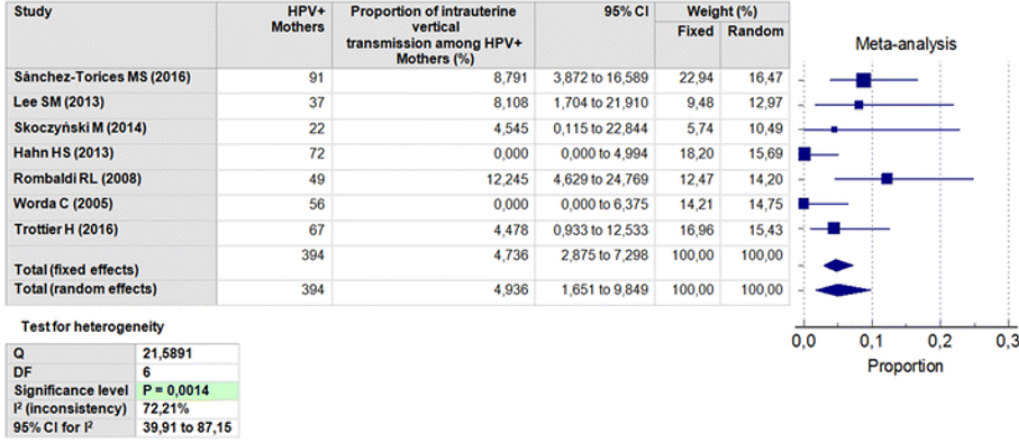 Study HPV+ Mothers Proportion of intrauterine vertical transmission among HPV+ Mothers (%) 95% CI Weight (%)
Fixed Random
Sánchez-Torices MS (2016) 91 8,791 3,872 to 16,589 22,94 16,47
Lee SM (2013) 37 8,108 1,704 to 21,910 9,48 12,97
Skoczyński M (2014) 22 4,545 0,115 to 22,844 5,74 10,49
Hahn HS (2013) 72 0,000 0,000 to 4,994 18,20 15,69
Rombaldi RL (2008) 49 12,245 4,629 to 24,769 12,47 14,20
Worda C (2005) 56 0,000 0,000 to 6,375 14,21 14,75
Trottier H (2016) 67 4,478 0,933 to 12,533 16,96 15,43
Total (fixed effects) 394 4,736 2,875 to 7,298 100,00 100,00
Total (random effects) 394 4,936 1,651 to 9,849 100,00 100,00
Test for heterogeneity
Q 21,5891
DF 6
Significance level P = 0,0014
I² (inconsistency) 72,21%
95% CI for I² 39,91 to 87,15
Meta-analysis
0,0 0,1 0,2 0,3
Proportion